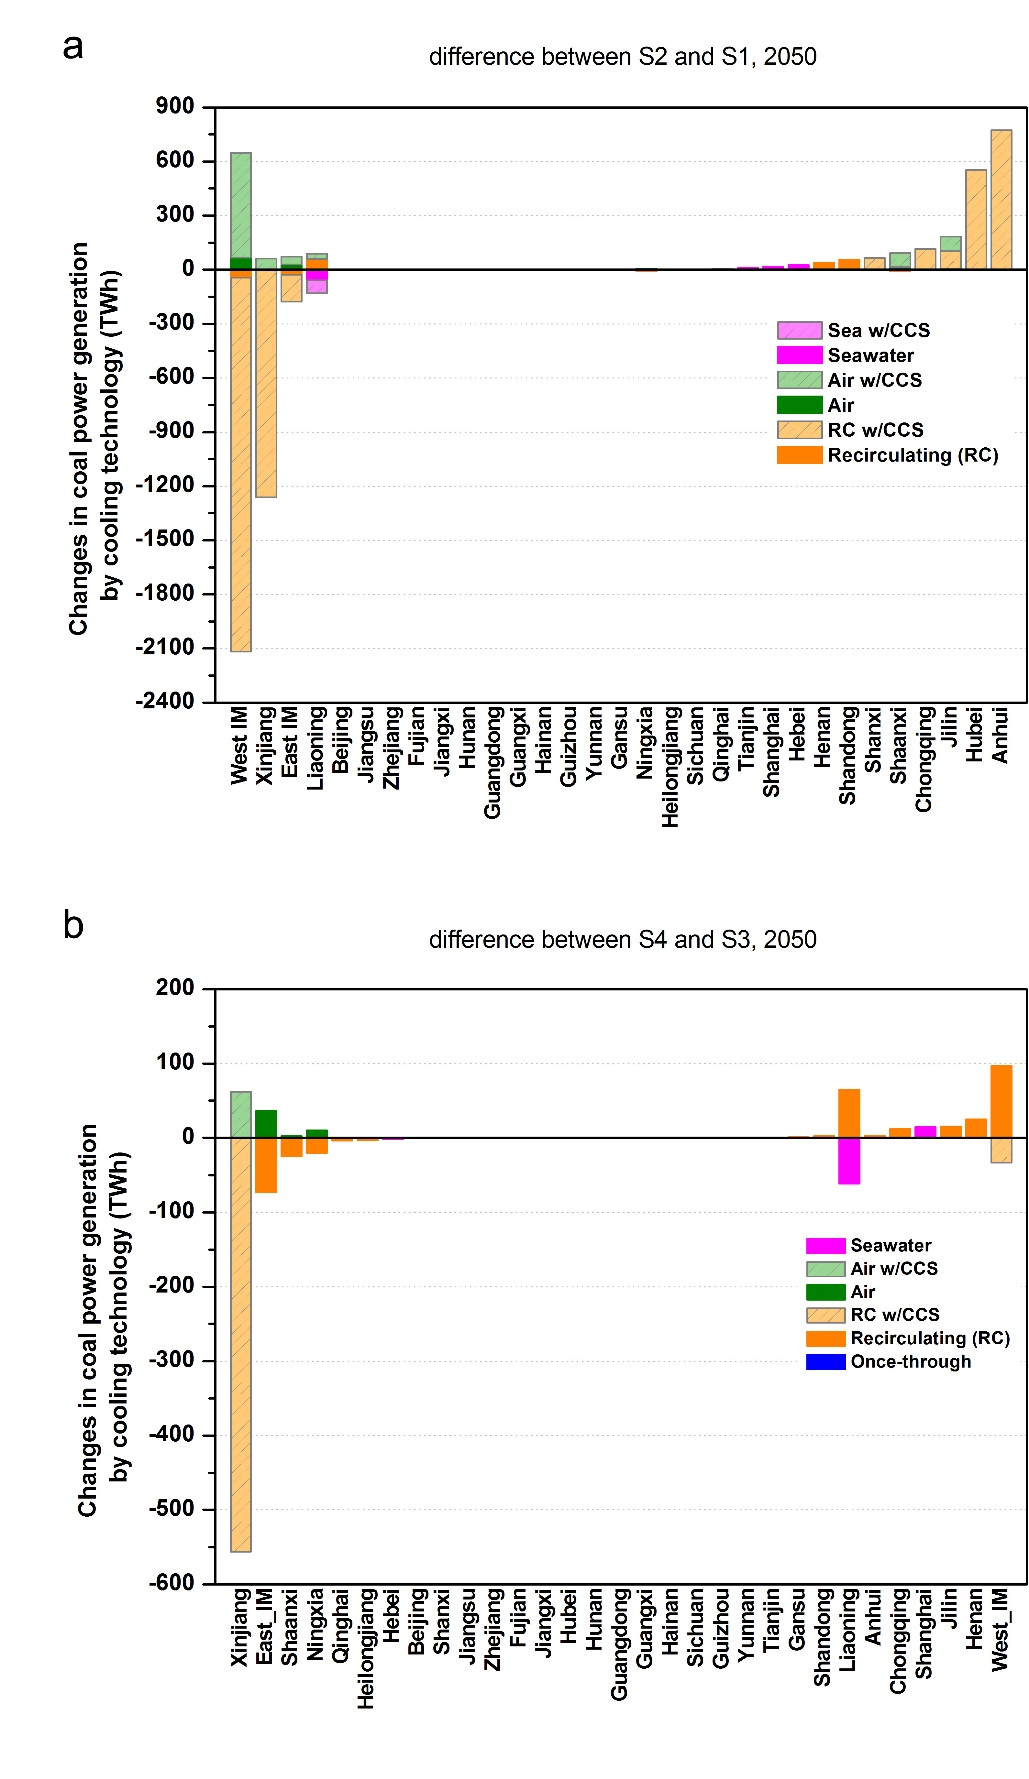 a
difference between S2 and S1, 2050
Changes in coal power generation
by cooling technology (TWh)
900
600
300
0
-300
-600
-900
-1200
-1500
-1800
-2100
-2400
Sea w/CCS
Seawater
Air w/CCS
Air
RC w/CCS
Recirculating (RC)
West IM
Xinjiang
East IM
Liaoning
Beijing
Jiangsu
Zhejiang
Fujian
Jiangxi
Hunan
Guangdong
Guangxi
Hainan
Guizhou
Yunnan
Gansu
Ningxia
Heilongjiang
Sichuan
Qinghai
Tianjin
Shanghai
Hebei
Henan
Shandong
Shanxi
Shaanxi
Chongqing
Jilin
Hubei
Anhui
b
difference between S4 and S3, 2050
Changes in coal power generation
by cooling technology (TWh)
200
100
0
-100
-200
-300
-400
-500
-600
Seawater
Air w/CCS
Air
RC w/CCS
Recirculating (RC)
Once-through
Xinjiang
East_IM
Shaanxi
Ningxia
Qinghai
Heilongjiang
Hebei
Beijing
Shanxi
Jiangsu
Zhejiang
Fujian
Jiangxi
Hubei
Hunan
Guangdong
Guangxi
Hainan
Sichuan
Guizhou
Yunnan
Tianjin
Gansu
Shandong
Liaoning
Anhui
Chongqing
Shanghai
Jilin
Henan
West_IM